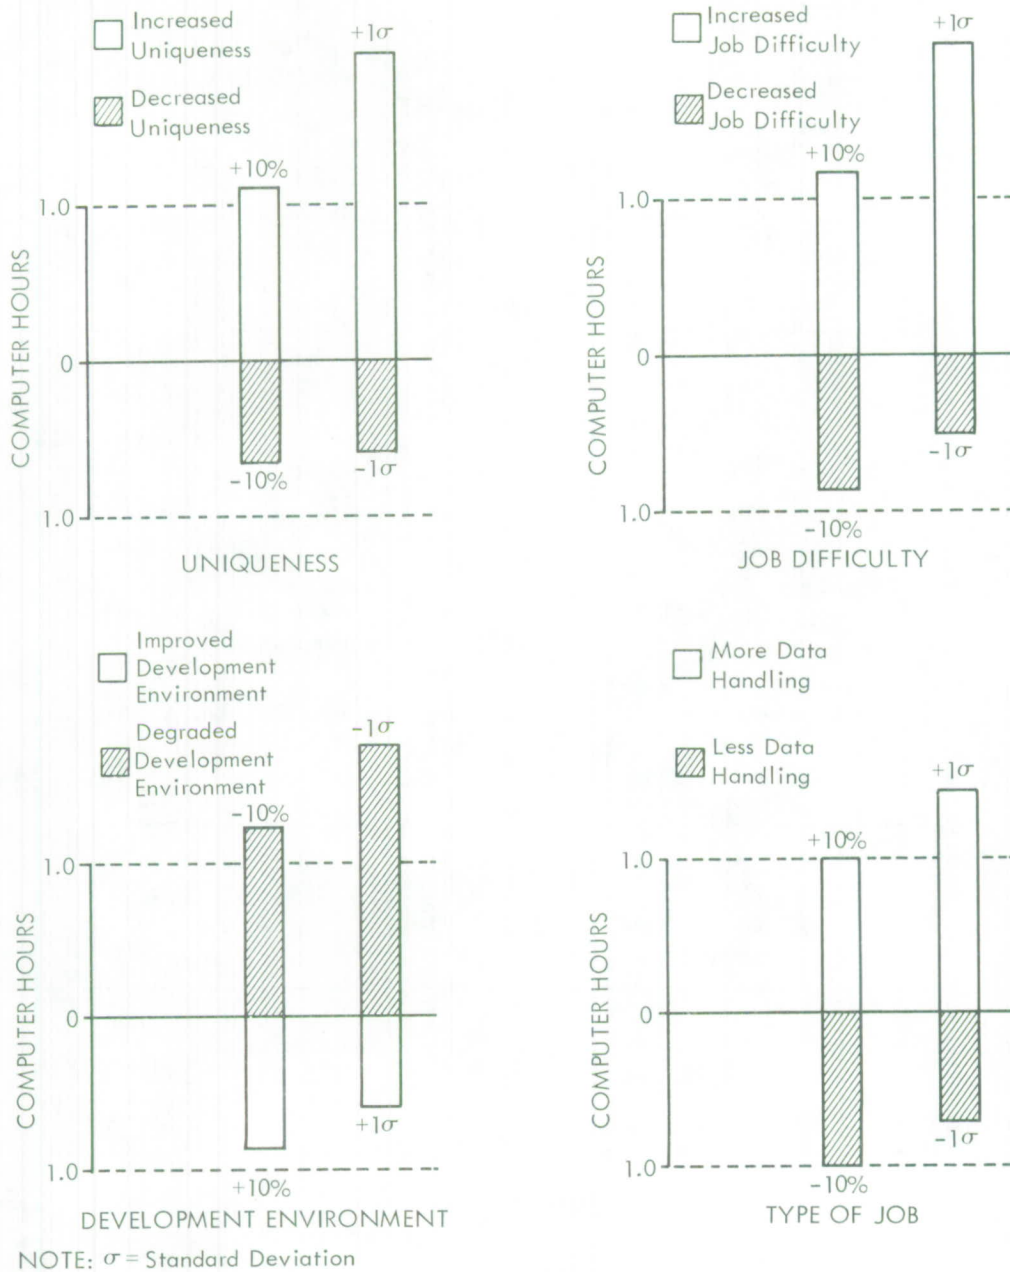 Increased
Uniqueness
Decreased
Uniqueness
+1σ
+10%
1.0
0
1.0
COMPUTER HOURS
-10%
-1σ
UNIQUENESS
Increased
Job Difficulty
Decreased
Job Difficulty
+1σ
+10%
1.0
0
1.0
COMPUTER HOURS
-1σ
-10%
JOB DIFFICULTY
Improved
Development
Environment
Degraded
Development
Environment
-1σ
-10%
1.0
0
1.0
COMPUTER HOURS
+1σ
+10%
DEVELOPMENT ENVIRONMENT
More Data
Handling
Less Data
Handling
+1σ
+10%
1.0
0
1.0
COMPUTER HOURS
-1σ
-10%
TYPE OF JOB
NOTE: σ = Standard Deviation